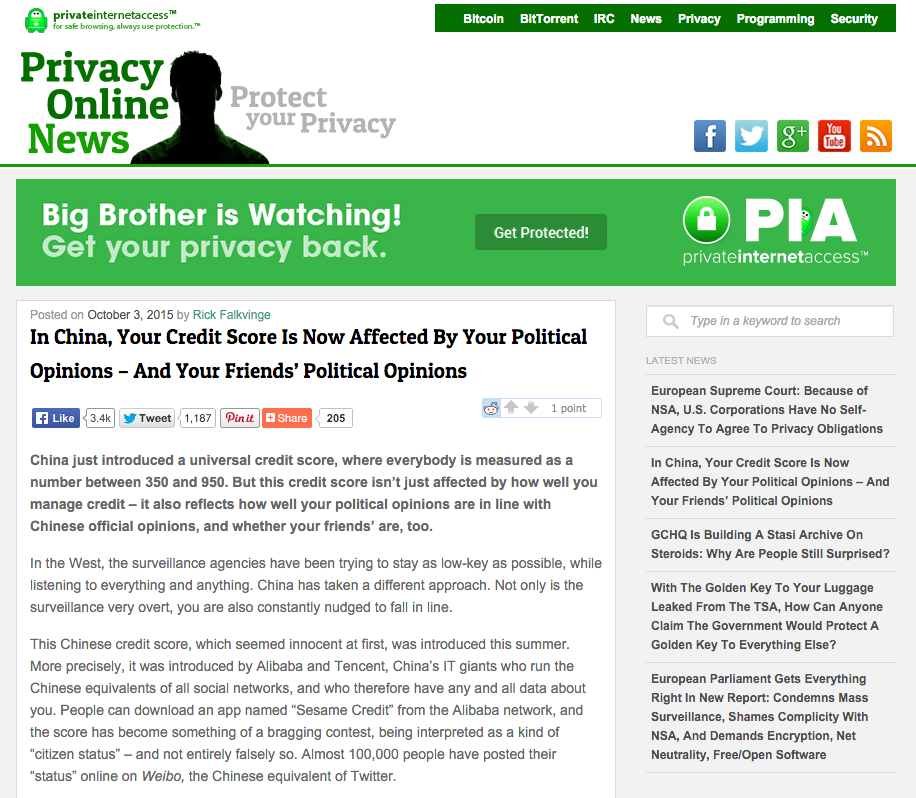 privateinternetaccess™
for safe browsing, always use protection.™
Bitcoin BitTorrent IRC News Privacy Programming Security
Privacy
Online
News
Protect
your Privacy
f
g+
You
Tube
Big Brother is Watching!
Get your privacy back.
Get Protected!
PIA
privateinternetaccess™
Posted on October 3, 2015 by Rick Falkvinge
In China, Your Credit Score Is Now Affected By Your Political
Opinions – And Your Friends’ Political Opinions
f Like 3.4k Tweet 1,187 Pin it Share 205
1 point
China just introduced a universal credit score, where everybody is measured as a
number between 350 and 950. But this credit score isn’t just affected by how well you
manage credit – it also reflects how well your political opinions are in line with
Chinese official opinions, and whether your friends’ are, too.
In the West, the surveillance agencies have been trying to stay as low-key as possible, while
listening to everything and anything. China has taken a different approach. Not only is the
surveillance very overt, you are also constantly nudged to fall in line.
This Chinese credit score, which seemed innocent at first, was introduced this summer.
More precisely, it was introduced by Alibaba and Tencent, China’s IT giants who run the
Chinese equivalents of all social networks, and who therefore have any and all data about
you. People can download an app named “Sesame Credit” from the Alibaba network, and
the score has become something of a bragging contest, being interpreted as a kind of
“citizen status” – and not entirely falsely so. Almost 100,000 people have posted their
“status” online on Weibo, the Chinese equivalent of Twitter.
Type in a keyword to search
LATEST NEWS
European Supreme Court: Because of
NSA, U.S. Corporations Have No Self-
Agency To Agree To Privacy Obligations
In China, Your Credit Score Is Now
Affected By Your Political Opinions – And
Your Friends’ Political Opinions
GCHQ Is Building A Stasi Archive On
Steroids: Why Are People Still Surprised?
With The Golden Key To Your Luggage
Leaked From The TSA, How Can Anyone
Claim The Government Would Protect A
Golden Key To Everything Else?
European Parliament Gets Everything
Right In New Report: Condemns Mass
Surveillance, Shames Complicity With
NSA, And Demands Encryption, Net
Neutrality, Free/Open Software